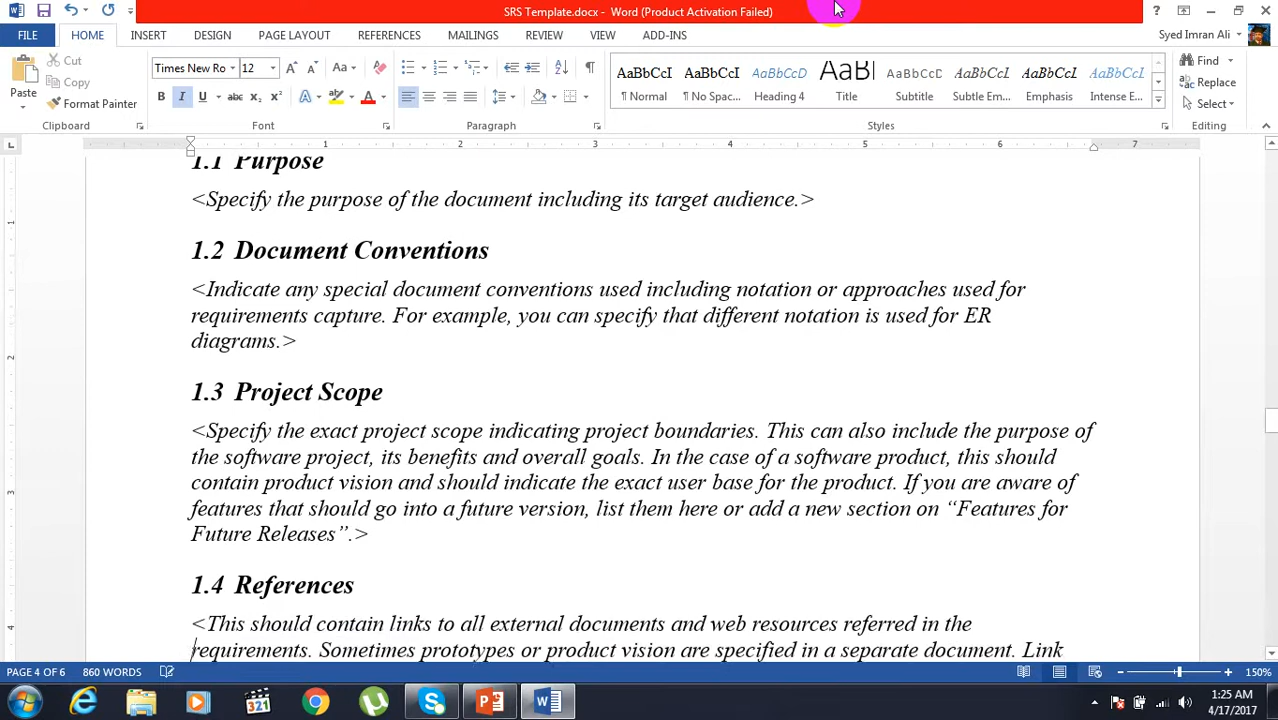 SRS Template.docx - Word (Product Activation Failed)
FILE HOME INSERT DESIGN PAGE LAYOUT REFERENCES MAILINGS REVIEW VIEW ADD-INS Syed Imran Ali
Cut
Copy
Format Painter
Paste
Clipboard
Times New Ro 12
Font
Paragraph
AaBbCcI AaBbCcI AaBbCcD AaBI AaBbCcD AaBbCcI AaBbCcI AaBbCcI
¶ Normal ¶ No Spac... Heading 4 Title Subtitle Subtle Em... Emphasis Intense E...
Styles
Find
Replace
Select
Editing
1 2 3 4 5 6 7
1.1 Purpose
<Specify the purpose of the document including its target audience.>
1.2 Document Conventions
<Indicate any special document conventions used including notation or approaches used for
requirements capture. For example, you can specify that different notation is used for ER
diagrams.>
1.3 Project Scope
<Specify the exact project scope indicating project boundaries. This can also include the purpose of
the software project, its benefits and overall goals. In the case of a software product, this should
contain product vision and should indicate the exact user base for the product. If you are aware of
features that should go into a future version, list them here or add a new section on “Features for
Future Releases”.>
1.4 References
<This should contain links to all external documents and web resources referred in the
requirements. Sometimes prototypes or product vision are specified in a separate document. Link
PAGE 4 OF 6 860 WORDS 150%
1:25 AM
4/17/2017